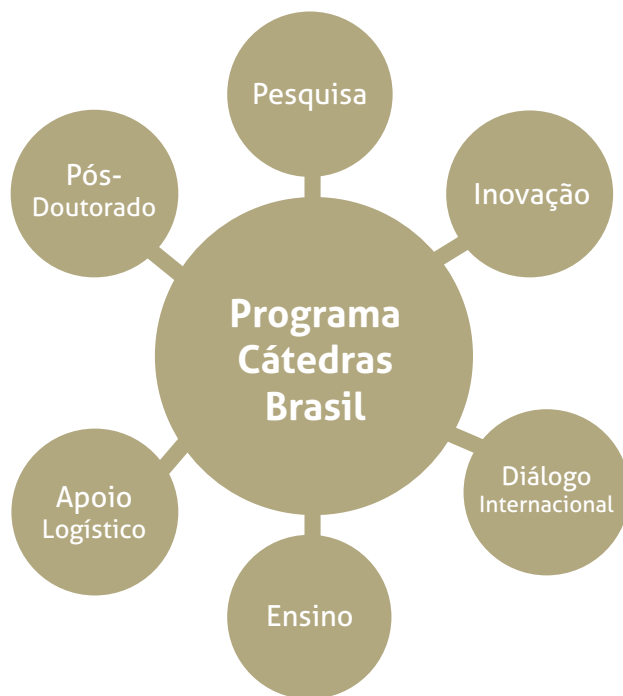 Pesquisa
Pós-
Doutorado
Inovação
Programa
Cátedras
Brasil
Apoio
Logístico
Diálogo
Internacional
Ensino